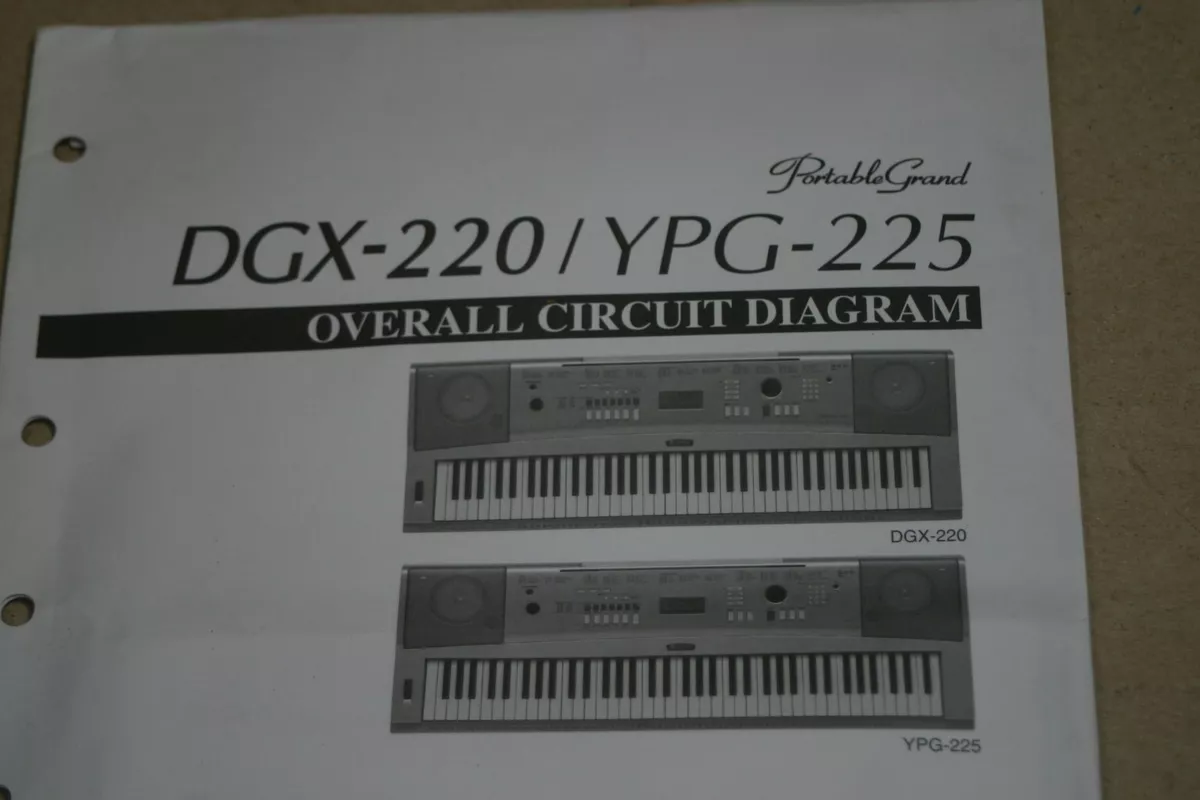 PortableGrand
DGX-220 / YPG-225
OVERALL CIRCUIT DIAGRAM
DGX-220
YPG-225